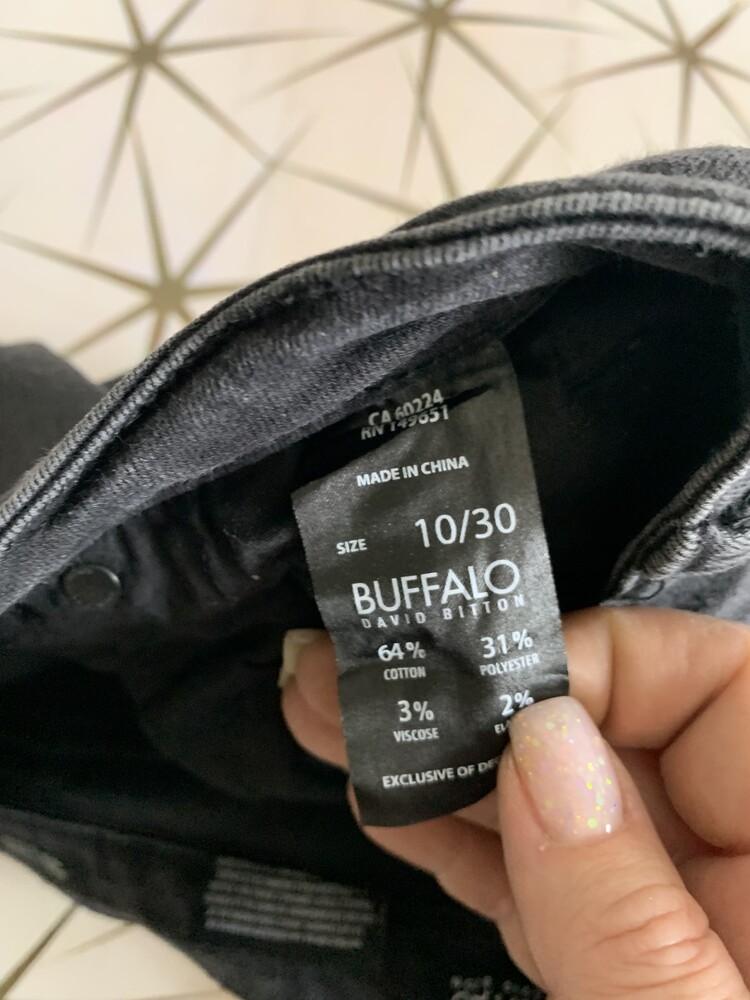 CA 60224
RN 149651
MADE IN CHINA
SIZE 10/30
BUFFALO
DAVID BITTON
64% 31%
COTTON POLYESTER
3% 2%
VISCOSE
EXCLUSIVE OF